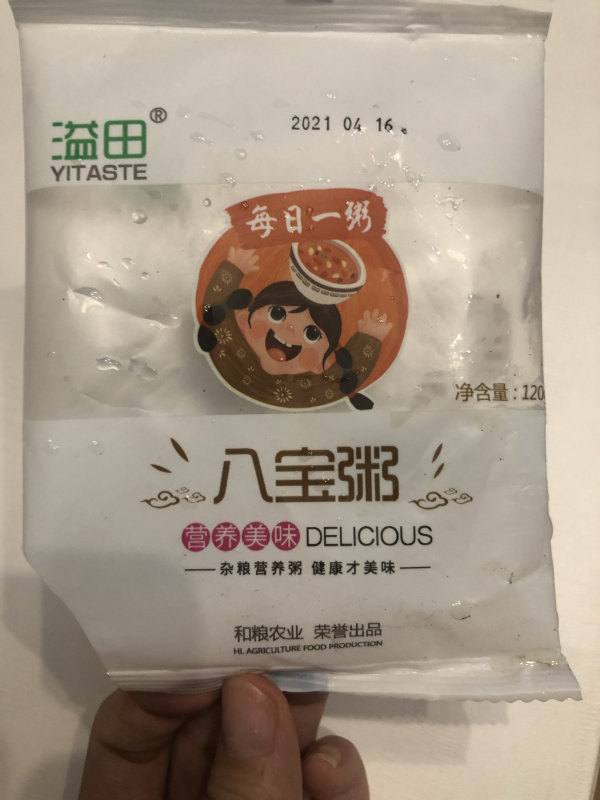 溢田®
YITASTE
2021 04 16
每日一粥
净含量：120
八宝粥
营养美味 DELICIOUS
杂粮营养粥 健康才美味
和粮农业 荣誉出品
HL AGRICULTURE FOOD PRODUCTION